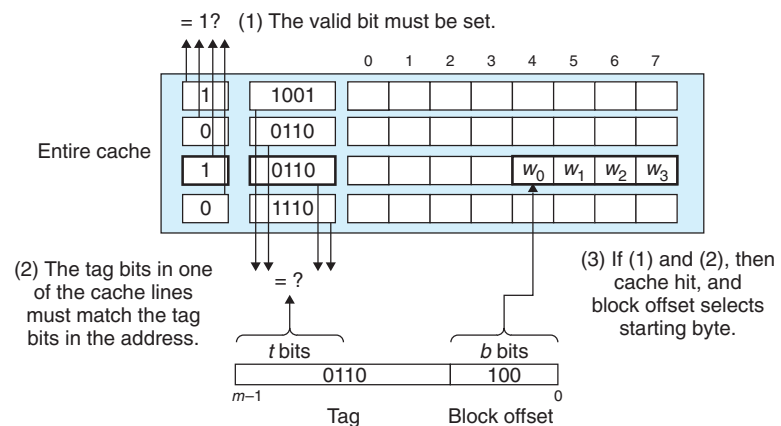 = 1? (1) The valid bit must be set.
0 1 2 3 4 5 6 7
1 1001
0 0110
Entire cache
1 0110 w0 w1 w2 w3
0 1110
(2) The tag bits in one
of the cache lines
must match the tag
bits in the address.
= ?
(3) If (1) and (2), then
cache hit, and
block offset selects
starting byte.
t bits b bits
0110 100
m–1 0
Tag Block offset